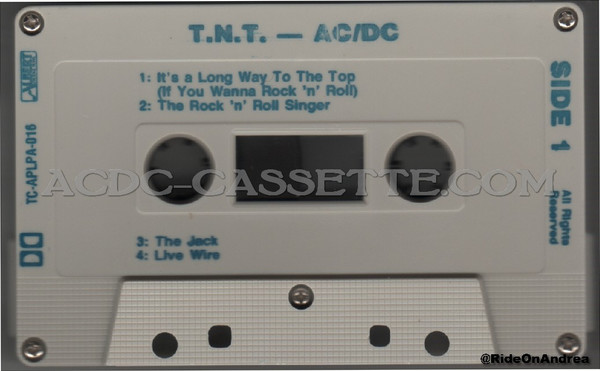 T.N.T. — AC/DC
ALBERT
1: It's a Long Way To The Top
(If You Wanna Rock 'n' Roll)
2: The Rock 'n' Roll Singer
SIDE 1
TC-APLPA-016
ACDC-CASSETTE.COM
All Rights
Reserved
3: The Jack
4: Live Wire
@RideOnAndrea